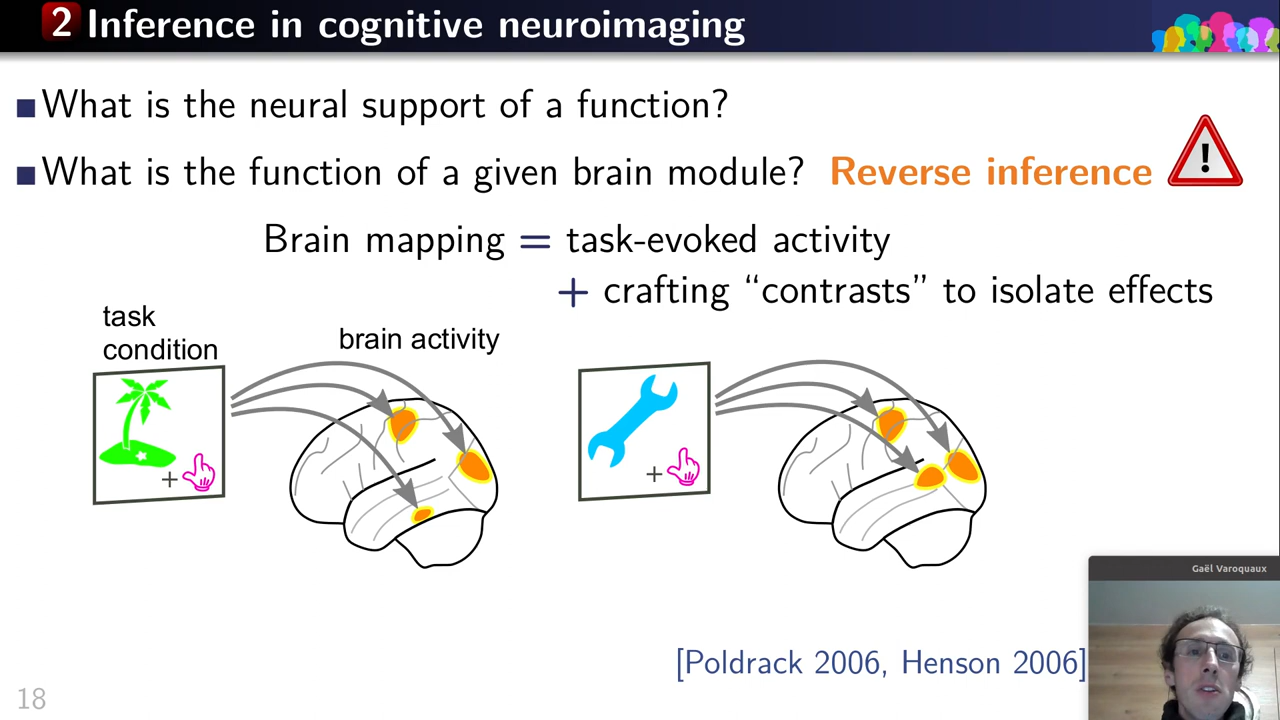 2 Inference in cognitive neuroimaging
What is the neural support of a function?
What is the function of a given brain module? Reverse inference
Brain mapping = task-evoked activity
+ crafting “contrasts” to isolate effects
task
condition
brain activity
+
+
Gaël Varoquaux
[Poldrack 2006, Henson 2006]
18